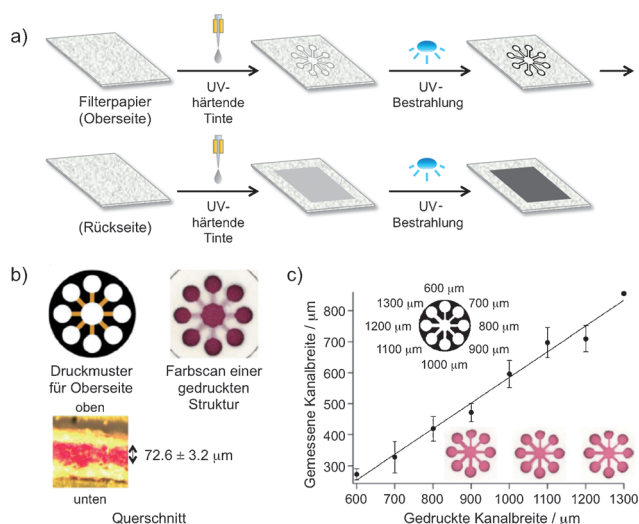 a)
Filterpapier
(Oberseite)
UV-
härtende
Tinte
UV-
Bestrahlung
(Rückseite)
UV-
härtende
Tinte
UV-
Bestrahlung
b)
Druckmuster
für Oberseite
Farbscan einer
gedruckten
Struktur
oben
72.6 ± 3.2 µm
unten
Querschnitt
c)
Gemessene Kanalbreite / µm
800
700
600
500
400
300
600 µm
1300 µm
700 µm
1200 µm
800 µm
1100 µm
900 µm
1000 µm
600
700
800
900
1000
1100
1200
1300
Gedruckte Kanalbreite / µm